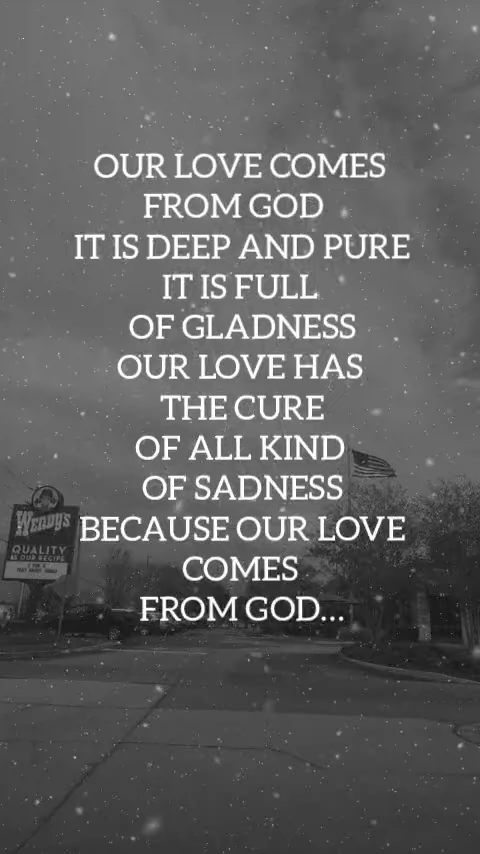 OUR LOVE COMES
FROM GOD
IT IS DEEP AND PURE
IT IS FULL
OF GLADNESS
OUR LOVE HAS
THE CURE
OF ALL KIND
OF SADNESS
BECAUSE OUR LOVE
COMES
FROM GOD...
WENDY'S
QUALITY
IS OUR RECIPE